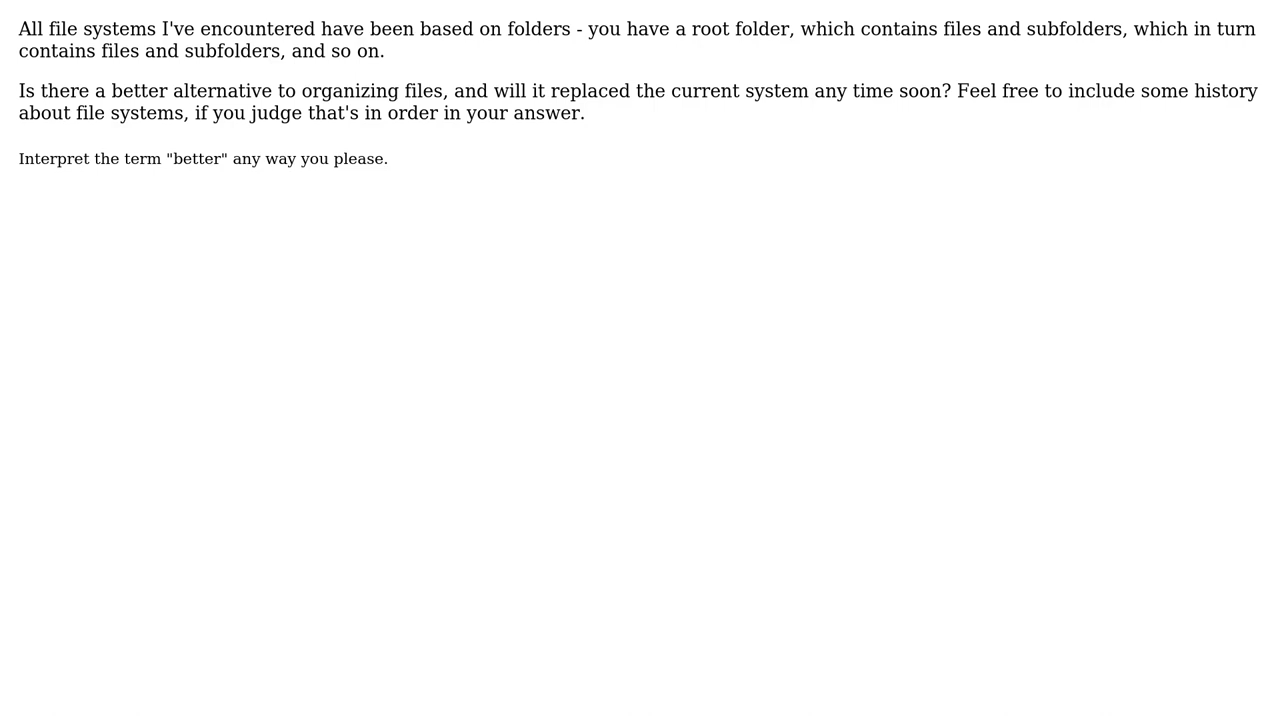 All file systems I've encountered have been based on folders - you have a root folder, which contains files and subfolders, which in turn
contains files and subfolders, and so on.
Is there a better alternative to organizing files, and will it replaced the current system any time soon? Feel free to include some history
about file systems, if you judge that's in order in your answer.
Interpret the term "better" any way you please.